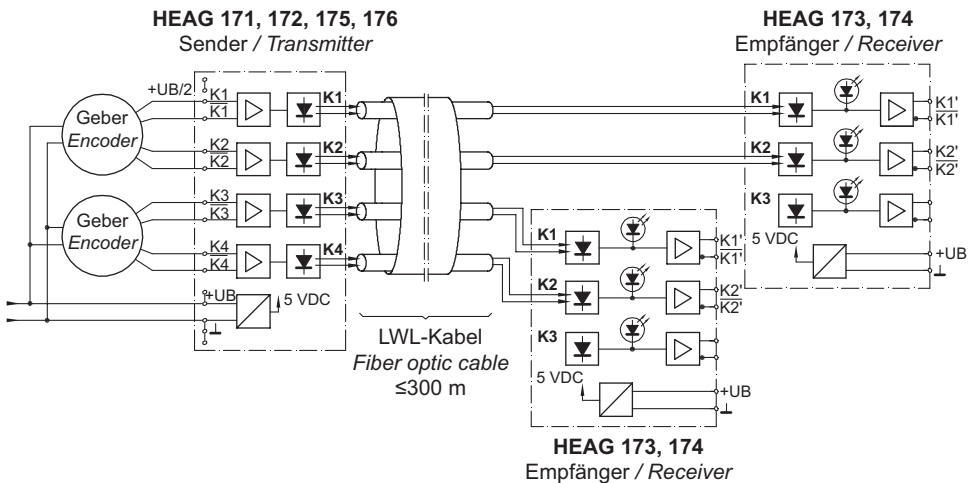 HEAG 171, 172, 175, 176
Sender / Transmitter
HEAG 173, 174
Empfänger / Receiver
+UB/2
K1
K1
K2
K2
K3
K3
K4
K4
+UB
5 VDC
Geber
Encoder
Geber
Encoder
K1
K2
K3
K4
LWL-Kabel
Fiber optic cable
≤300 m
K1
K2
K3
5 VDC
K1'
K1'
K2'
K2'
+UB
K1
K2
K3
5 VDC
K1'
K1'
K2'
K2'
+UB
HEAG 173, 174
Empfänger / Receiver